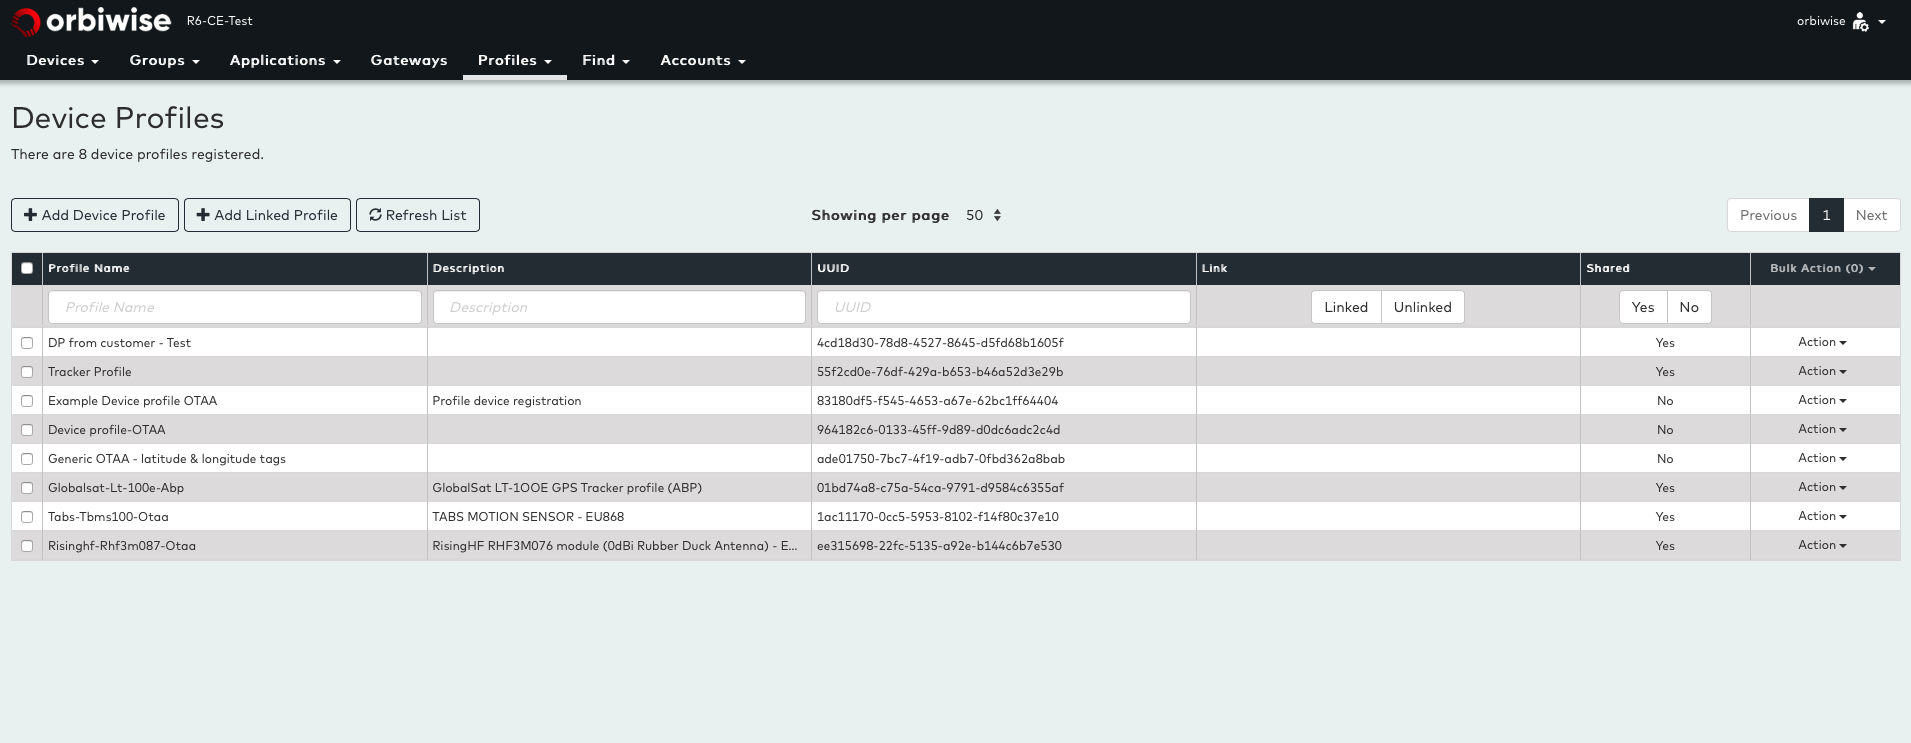 orbiwise R6-CE-Test orbiwise
Devices Groups Applications Gateways Profiles Find Accounts
Device Profiles
There are 8 device profiles registered.
Add Device Profile Add Linked Profile Refresh List Showing per page 50 Previous 1 Next
Profile Name Description UUID Link Shared Bulk Action (0)
Profile Name Description UUID Linked Unlinked Yes No
DP from customer - Test 4cd18d30-78d8-4527-8645-d5fd68b1605f Yes Action
Tracker Profile 55f2cd0e-76df-429a-b653-b46a52d3e29b Yes Action
Example Device profile OTAA Profile device registration 83180df5-f545-4653-a67e-62bc1ff64404 No Action
Device profile-OTAA 964182c6-0133-45ff-9d89-d0dc6adc2c4d No Action
Generic OTAA - latitude & longitude tags ade01750-7bc7-4f19-adb7-0fbd362a8bab No Action
Globalsat-Lt-100e-Abp GlobalSat LT-1OOE GPS Tracker profile (ABP) 01bd74a8-c75a-54ca-9791-d9584c6355af Yes Action
Tabs-Tbms100-Otaa TABS MOTION SENSOR - EU868 1ac11170-0cc5-5953-8102-f14f80c37e10 Yes Action
Risinghf-Rhf3m087-Otaa RisingHF RHF3M076 module (0dBi Rubber Duck Antenna) - E... ee315698-22fc-5135-a92e-b144c6b7e530 Yes Action